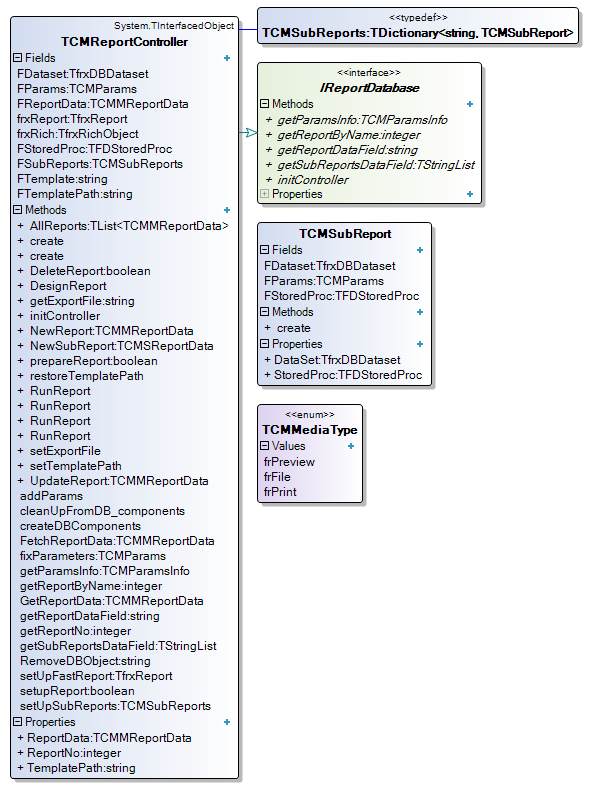 System.TInterfacedObject
TCMReportController
Fields
FDataset:TfrxDBDataset
FParams:TCMParams
FReportData:TCMMReportData
frxReport:TfrxReport
frxRich:TfrxRichObject
FStoredProc:TFDStoredProc
FSubReports:TCMSubReports
FTemplate:string
FTemplatePath:string
Methods
+ AllReports:TList<TCMMReportData>
+ create
+ create
+ DeleteReport:boolean
+ DesignReport
+ getExportFile:string
+ initController
+ NewReport:TCMMReportData
+ NewSubReport:TCMSReportData
+ prepareReport:boolean
+ restoreTemplatePath
+ RunReport
+ RunReport
+ RunReport
+ RunReport
+ setExportFile
+ setTemplatePath
+ UpdateReport:TCMMReportData
addParams
cleanUpFromDB_components
createDBComponents
FetchReportData:TCMMReportData
fixParameters:TCMParams
getParamsInfo:TCMParamsInfo
getReportByName:integer
GetReportData:TCMMReportData
getReportDataField:string
getReportNo:integer
getSubReportsDataField:TStringList
RemoveDBObject:string
setUpFastReport:TfrxReport
setupReport:boolean
setUpSubReports:TCMSubReports
Properties
+ ReportData:TCMMReportData
+ ReportNo:integer
+ TemplatePath:string
<<typedef>>
TCMSubReports:TDictionary<string, TCMSubReport>
<<interface>>
IReportDatabase
Methods
+ getParamsInfo:TCMParamsInfo
+ getReportByName:integer
+ getReportDataField:string
+ getSubReportsDataField:TStringList
+ initController
Properties
TCMSubReport
Fields
FDataset:TfrxDBDataset
FParams:TCMParams
FStoredProc:TFDStoredProc
Methods
+ create
Properties
+ DataSet:TfrxDBDataset
+ StoredProc:TFDStoredProc
<<enum>>
TCMMediaType
Values
frPreview
frFile
frPrint